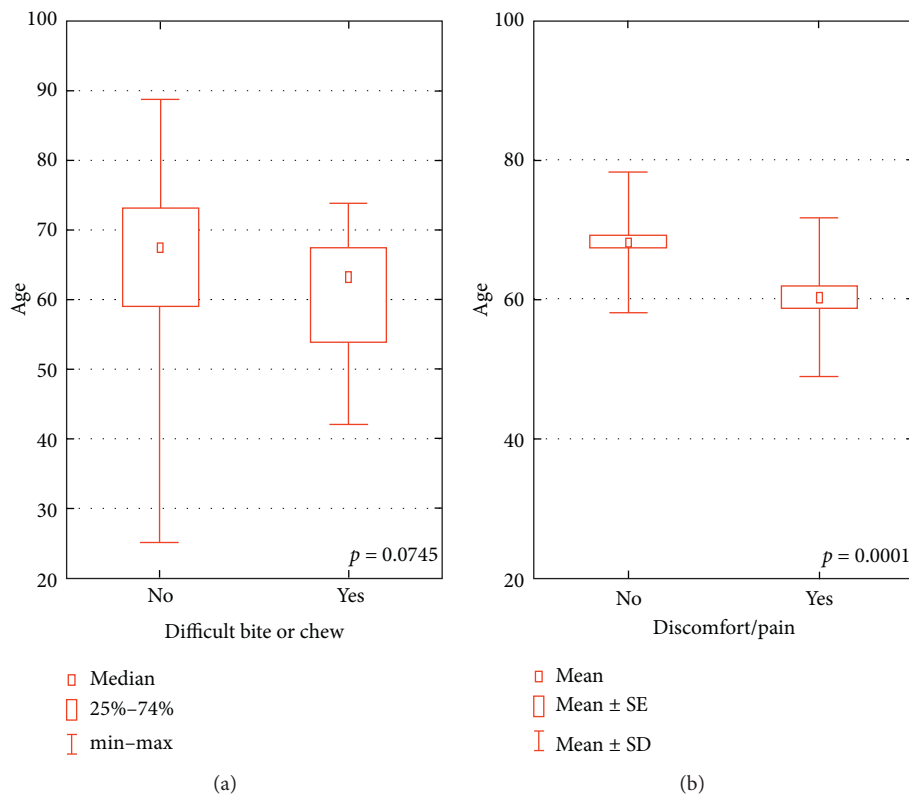 100
90
80
70
60
50
40
30
20
Age
p = 0.0745
No Yes
Difficult bite or chew
Median
25%–74%
min–max
(a)
100
80
60
40
20
Age
p = 0.0001
No Yes
Discomfort/pain
Mean
Mean ± SE
Mean ± SD
(b)